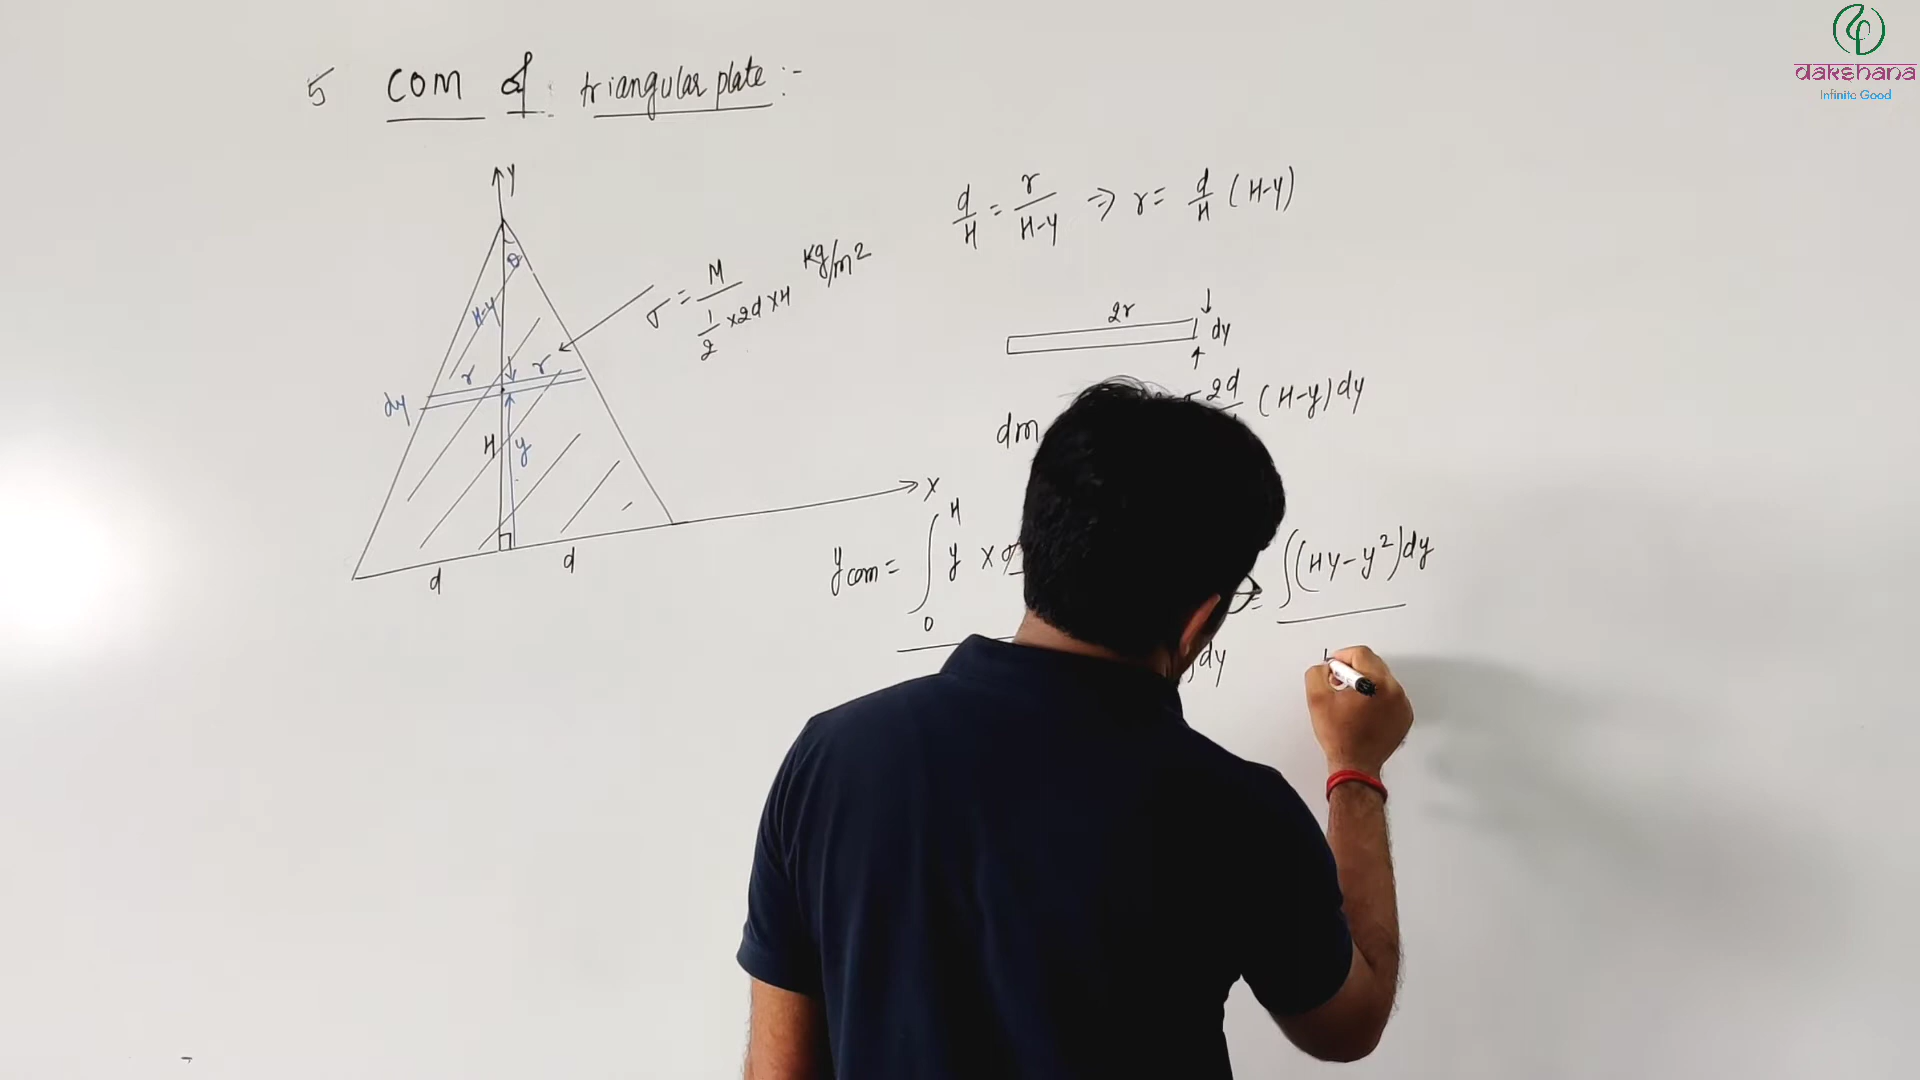 5 COM of triangular plate :-
Y
θ
H-y
r r
dy
H y
d d
X
σ = M / (1/2 × 2d × H) kg/m²
d/H = r/(H-y) ⇒ r = d/H (H-y)
2r
dy
dm 2d (H-y) dy
y com = ∫ 0 H y × σ
dy
= ∫(Hy - y²) dy
dakshana
Infinite Good